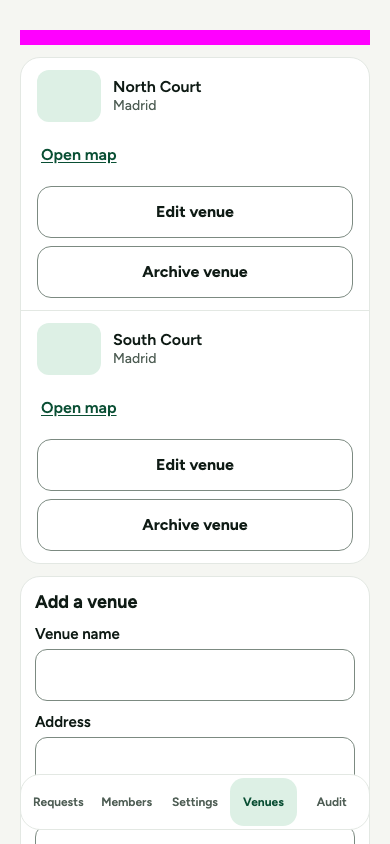 North Court
Madrid
Open map
Edit venue
Archive venue
South Court
Madrid
Open map
Edit venue
Archive venue
Add a venue
Venue name
Address
Requests Members Settings Venues Audit